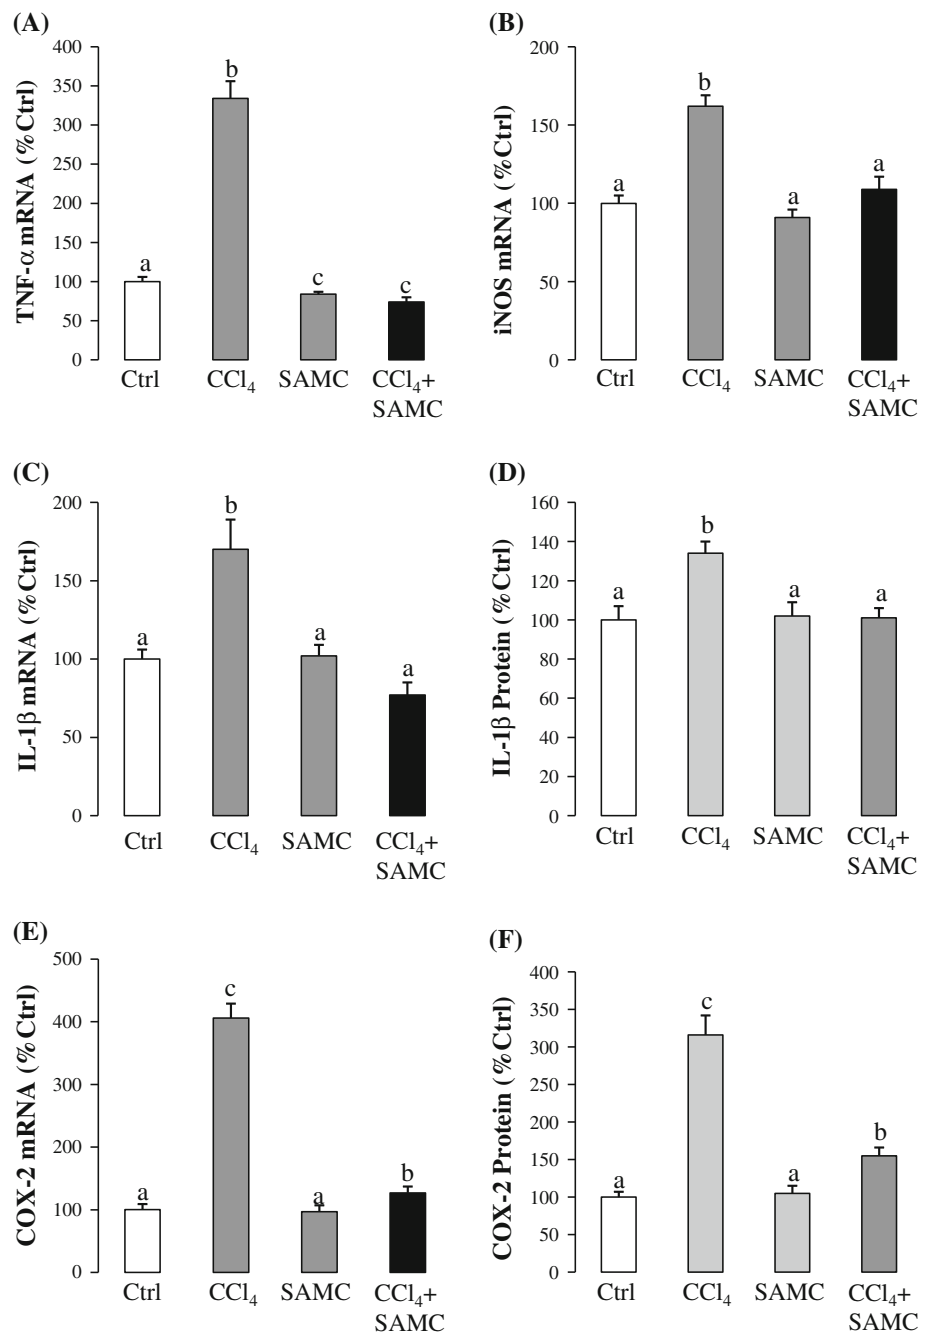 (A)
TNF-α mRNA (%Ctrl)
400
350
300
250
200
150
100
50
0
a
b
c
c
Ctrl
CCl₄
SAMC
CCl₄+
SAMC
(B)
iNOS mRNA (%Ctrl)
200
150
100
50
0
a
b
a
a
Ctrl
CCl₄
SAMC
CCl₄+
SAMC
(C)
IL-1β mRNA (%Ctrl)
200
150
100
50
0
a
b
a
a
Ctrl
CCl₄
SAMC
CCl₄+
SAMC
(D)
IL-1β Protein (%Ctrl)
160
140
120
100
80
60
40
20
0
a
b
a
a
Ctrl
CCl₄
SAMC
CCl₄+
SAMC
(E)
COX-2 mRNA (%Ctrl)
500
400
300
200
100
0
a
c
a
b
Ctrl
CCl₄
SAMC
CCl₄+
SAMC
(F)
COX-2 Protein (%Ctrl)
400
350
300
250
200
150
100
50
0
a
c
a
b
Ctrl
CCl₄
SAMC
CCl₄+
SAMC